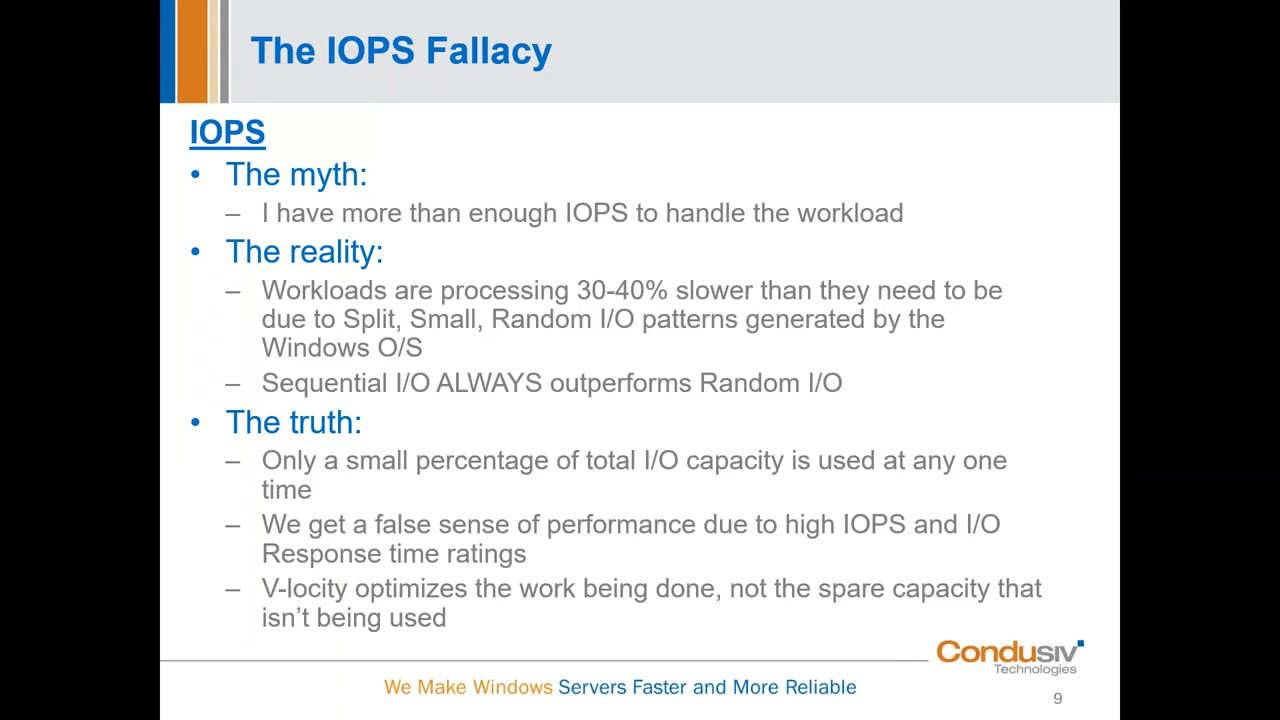 The IOPS Fallacy
IOPS
• The myth:
– I have more than enough IOPS to handle the workload
• The reality:
– Workloads are processing 30-40% slower than they need to be
due to Split, Small, Random I/O patterns generated by the
Windows O/S
– Sequential I/O ALWAYS outperforms Random I/O
• The truth:
– Only a small percentage of total I/O capacity is used at any one
time
– We get a false sense of performance due to high IOPS and I/O
Response time ratings
– V-locity optimizes the work being done, not the spare capacity that
isn’t being used
Condusiv
Technologies
We Make Windows Servers Faster and More Reliable
9